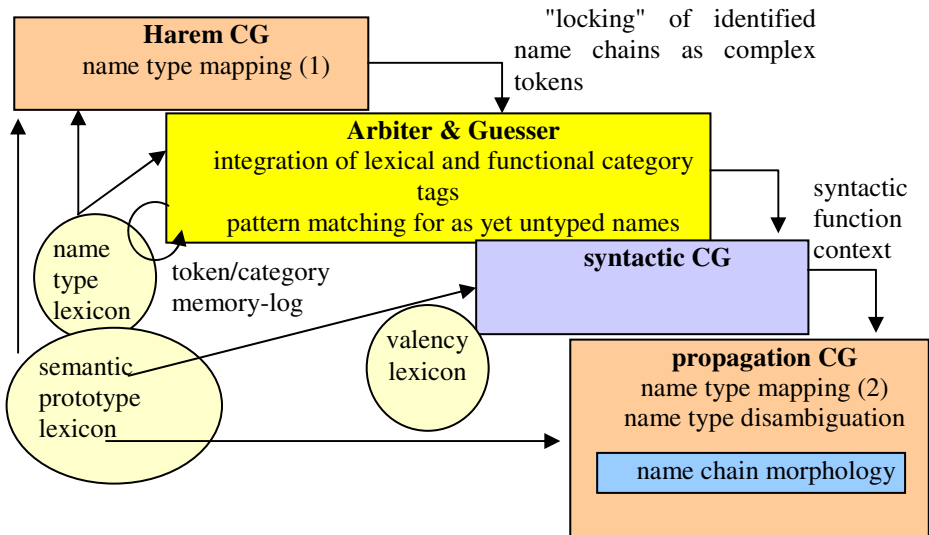 Harem CG
name type mapping (1)
"locking" of identified
name chains as complex
tokens
Arbiter & Guesser
integration of lexical and functional category
tags
pattern matching for as yet untyped names
syntactic
function
context
name
type
lexicon
token/category
memory-log
syntactic CG
semantic
prototype
lexicon
valency
lexicon
propagation CG
name type mapping (2)
name type disambiguation
name chain morphology